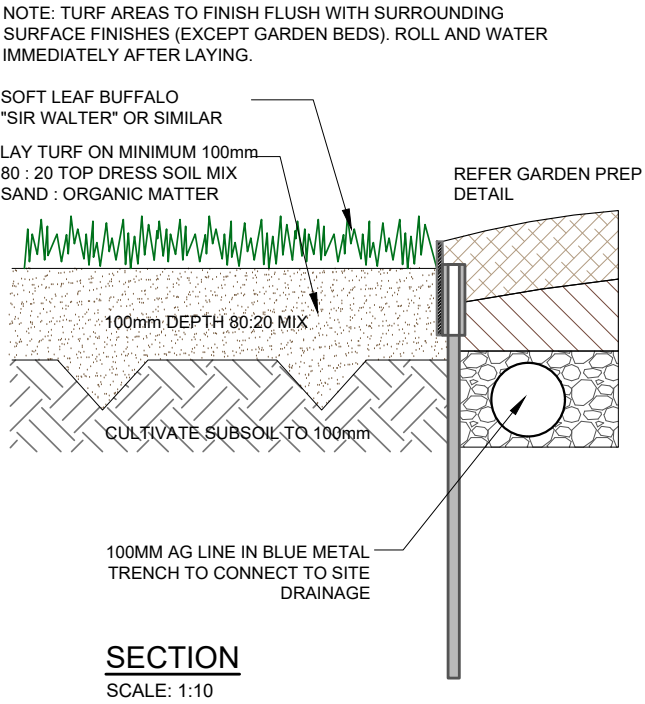 NOTE: TURF AREAS TO FINISH FLUSH WITH SURROUNDING
SURFACE FINISHES (EXCEPT GARDEN BEDS). ROLL AND WATER
IMMEDIATELY AFTER LAYING.
SOFT LEAF BUFFALO
"SIR WALTER" OR SIMILAR
LAY TURF ON MINIMUM 100mm
80 : 20 TOP DRESS SOIL MIX
SAND : ORGANIC MATTER
REFER GARDEN PREP
DETAIL
100mm DEPTH 80:20 MIX
CULTIVATE SUBSOIL TO 100mm
100MM AG LINE IN BLUE METAL
TRENCH TO CONNECT TO SITE
DRAINAGE
SECTION
SCALE: 1:10